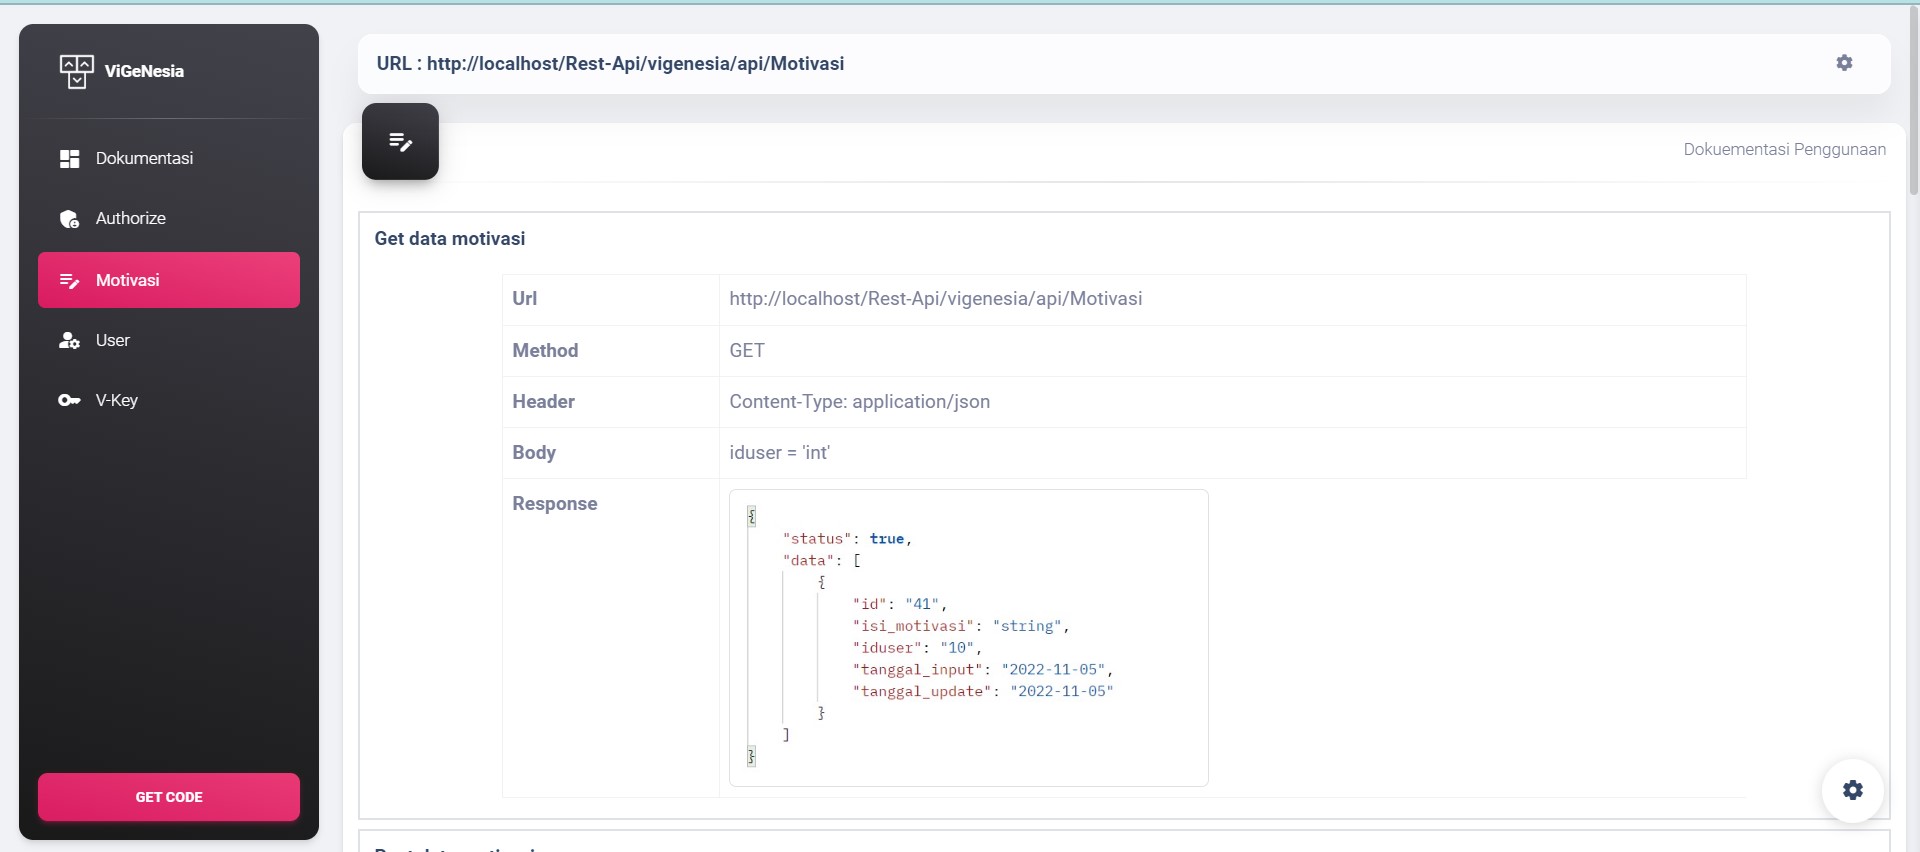 ViGeNesia
Dokumentasi
Authorize
Motivasi
User
V-Key
GET CODE
URL : http://localhost/Rest-Api/vigenesia/api/Motivasi
Dokuementasi Penggunaan
Get data motivasi
Url http://localhost/Rest-Api/vigenesia/api/Motivasi
Method GET
Header Content-Type: application/json
Body iduser = 'int'
Response
{
"status": true,
"data": [
{
"id": "41",
"isi_motivasi": "string",
"iduser": "10",
"tanggal_input": "2022-11-05",
"tanggal_update": "2022-11-05"
}
]
}